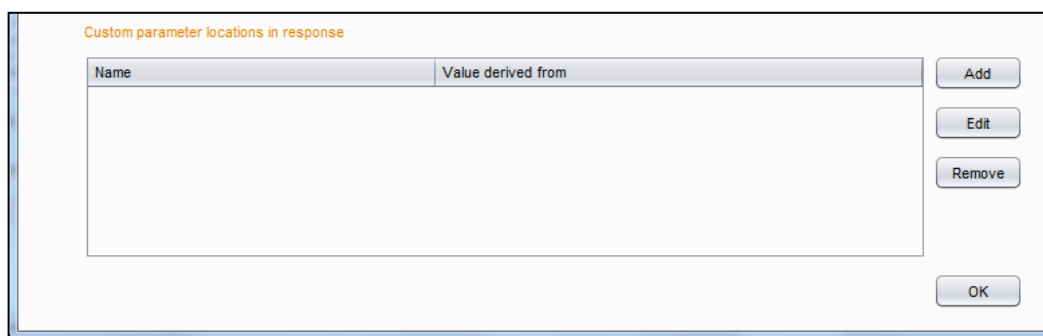 Custom parameter locations in response
Name Value derived from
Add
Edit
Remove
OK